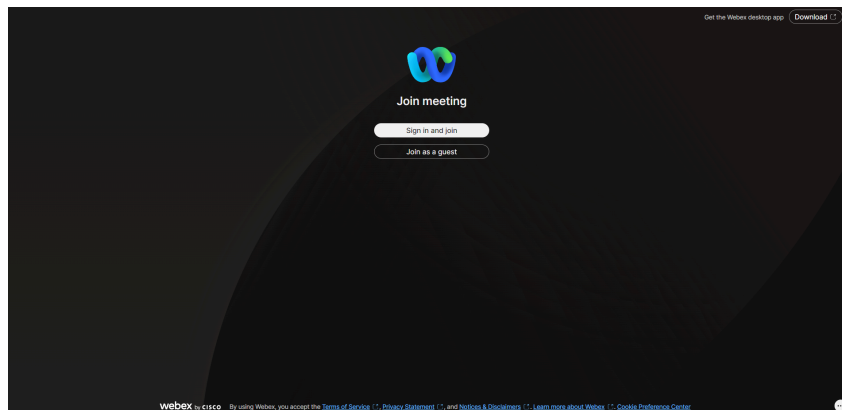 Get the Webex desktop app Download
Join meeting
Sign in and join
Join as a guest
webex by CISCO By using Webex, you accept the Terms of Service, Privacy Statement, and Notices & Disclaimers. Learn more about Webex. Cookie Preference Center